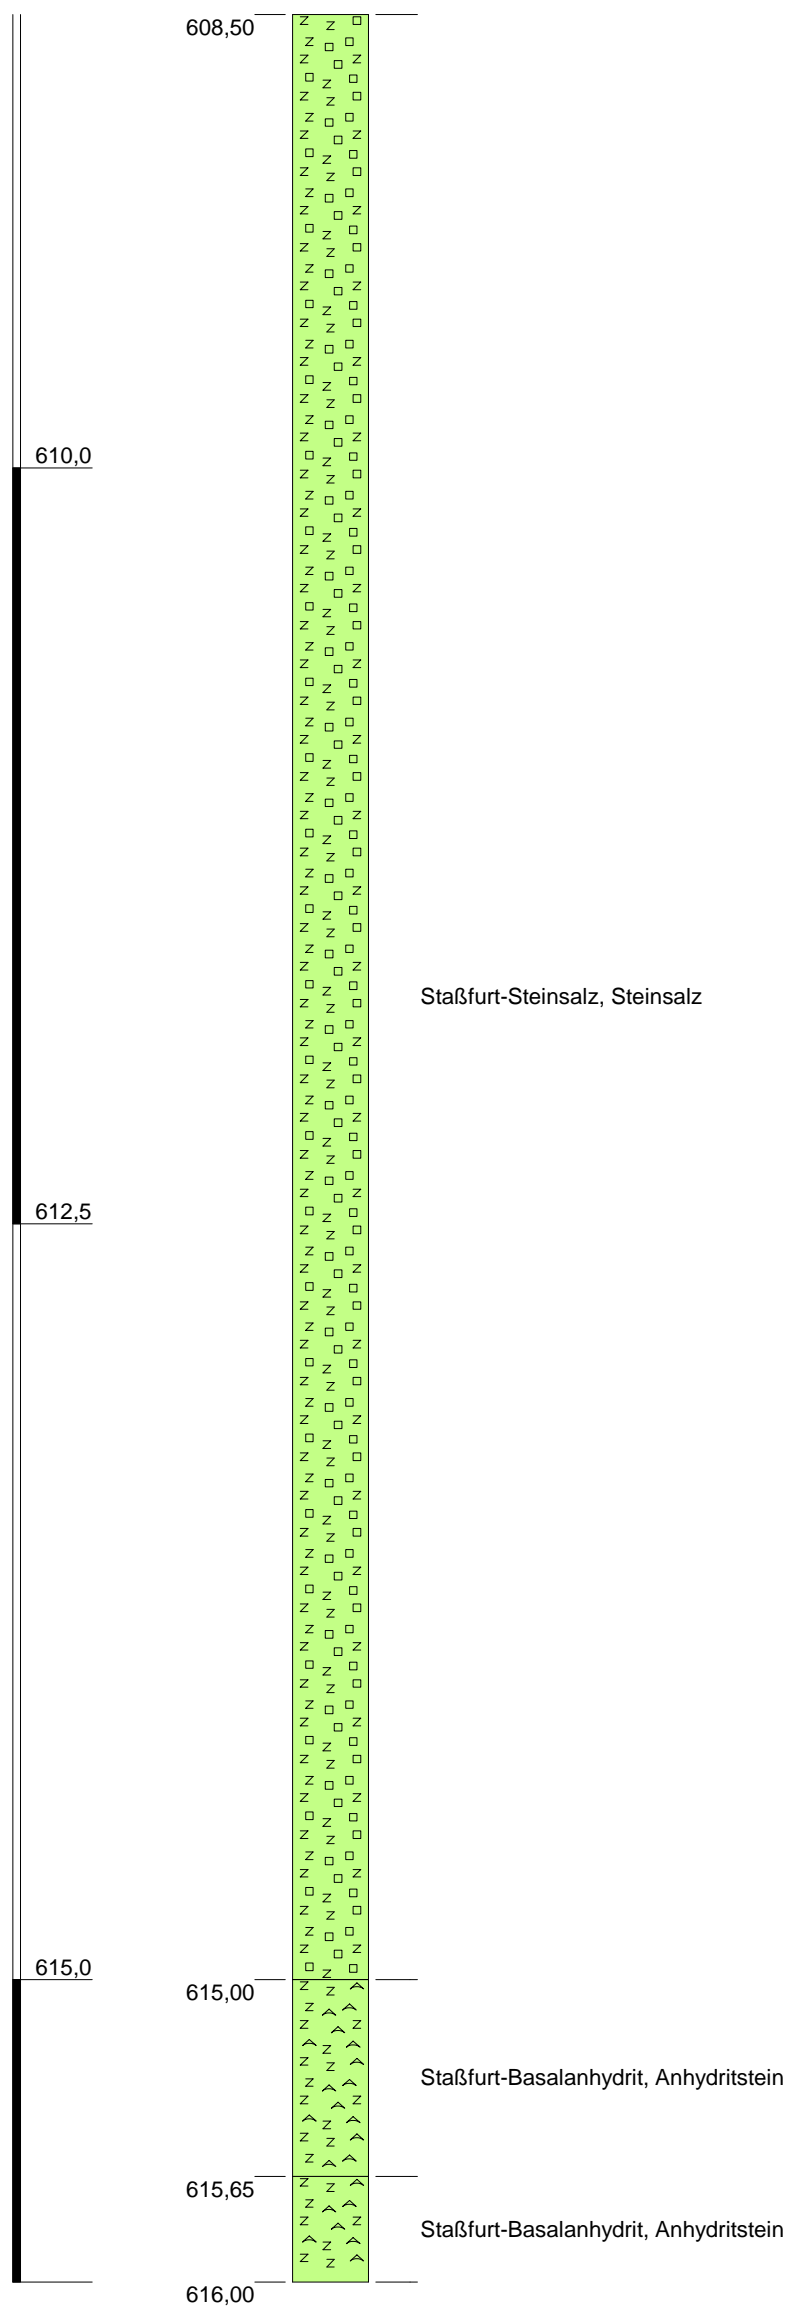 608,50
610,0
Staßfurt-Steinsalz, Steinsalz
612,5
615,0
615,00
Staßfurt-Basalanhydrit, Anhydritstein
615,65
Staßfurt-Basalanhydrit, Anhydritstein
616,00